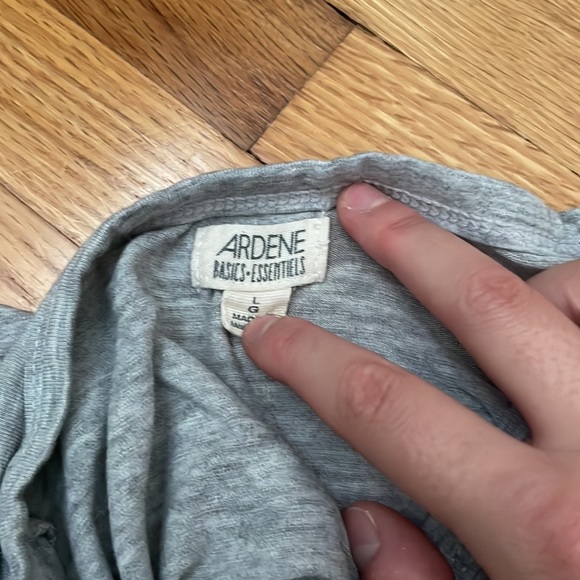 ARDENE
BASICS • ESSENTIELS
L
G